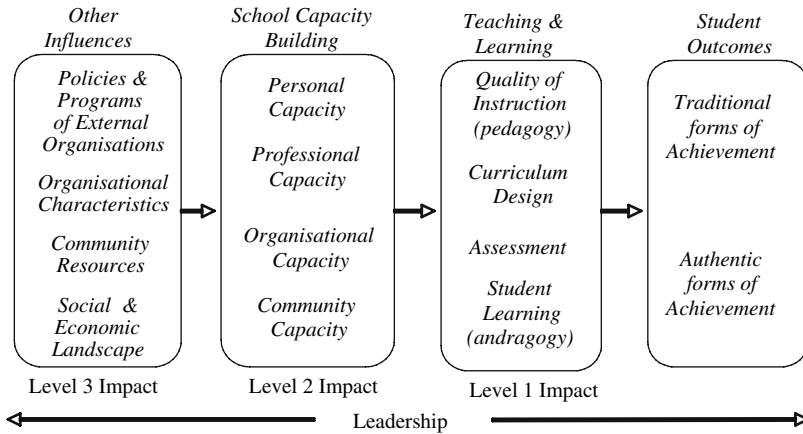 Other
Influences
School Capacity
Building
Teaching &
Learning
Student
Outcomes
Policies &
Programs
of External
Organisations
Organisational
Characteristics
Community
Resources
Social &
Economic
Landscape
Personal
Capacity
Professional
Capacity
Organisational
Capacity
Community
Capacity
Quality of
Instruction
(pedagogy)
Curriculum
Design
Assessment
Student
Learning
(andragogy)
Traditional
forms of
Achievement
Authentic
forms of
Achievement
Level 3 Impact
Level 2 Impact
Level 1 Impact
Leadership